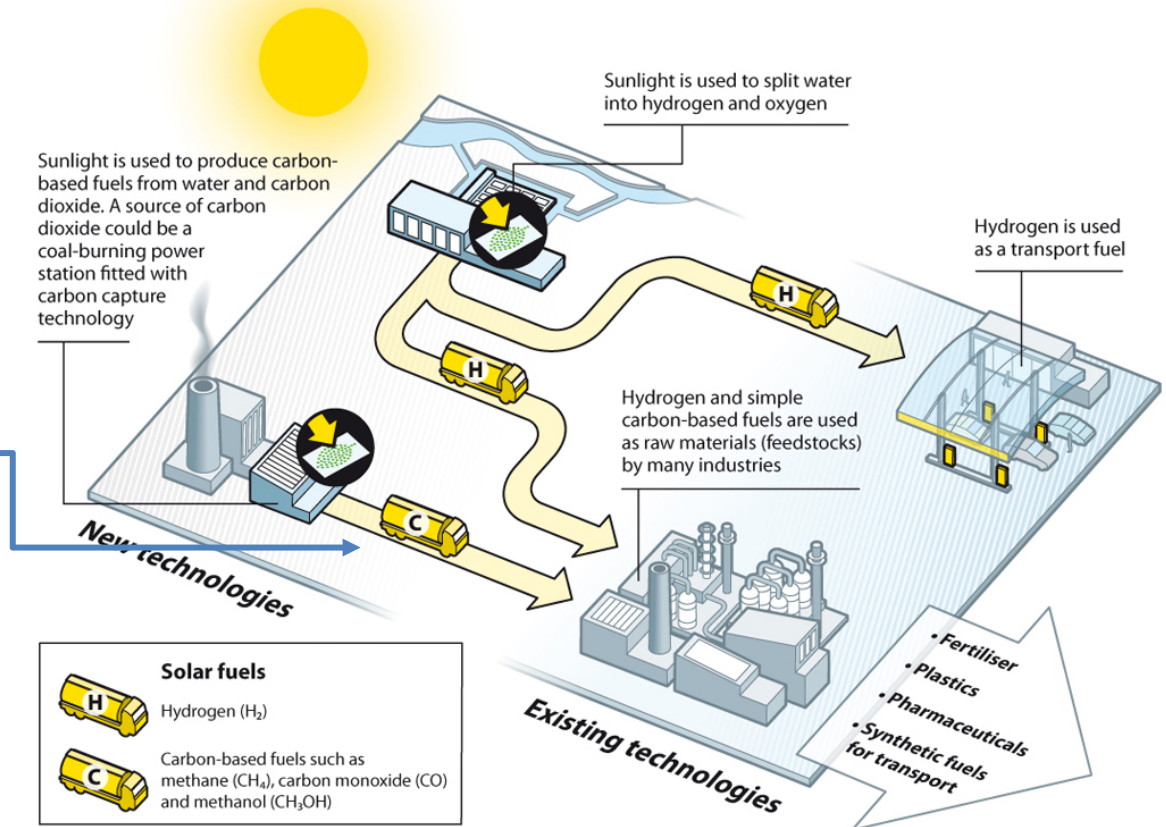 Sunlight is used to split water
into hydrogen and oxygen
Sunlight is used to produce carbon-
based fuels from water and carbon
dioxide. A source of carbon
dioxide could be a
coal-burning power
station fitted with
carbon capture
technology
Hydrogen is used
as a transport fuel
H
H
Hydrogen and simple
carbon-based fuels are used
as raw materials (feedstocks)
by many industries
C
New technologies
Existing technologies
• Fertiliser
• Plastics
• Pharmaceuticals
• Synthetic fuels
for transport
Solar fuels
H
Hydrogen (H₂)
C
Carbon-based fuels such as
methane (CH₄), carbon monoxide (CO)
and methanol (CH₃OH)